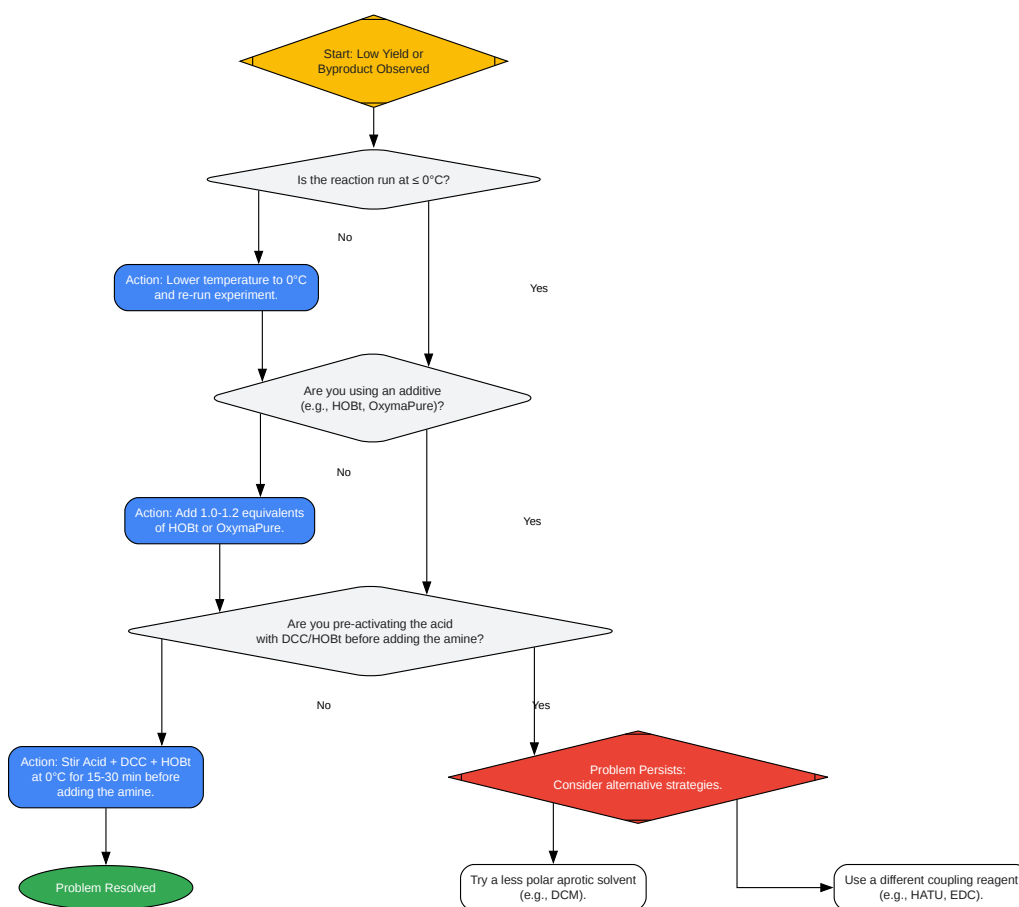 Start: Low Yield or
Byproduct Observed
Is the reaction run at ≤ 0°C?
No
Action: Lower temperature to 0°C
and re-run experiment.
Yes
Are you using an additive
(e.g., HOBt, OxymaPure)?
No
Action: Add 1.0-1.2 equivalents
of HOBt or OxymaPure.
Yes
Are you pre-activating the acid
with DCC/HOBt before adding the amine?
No
Yes
Action: Stir Acid + DCC + HOBt
at 0°C for 15-30 min before
adding the amine.
Problem Persists:
Consider alternative strategies.
Problem Resolved
Try a less polar aprotic solvent
(e.g., DCM).
Use a different coupling reagent
(e.g., HATU, EDC).